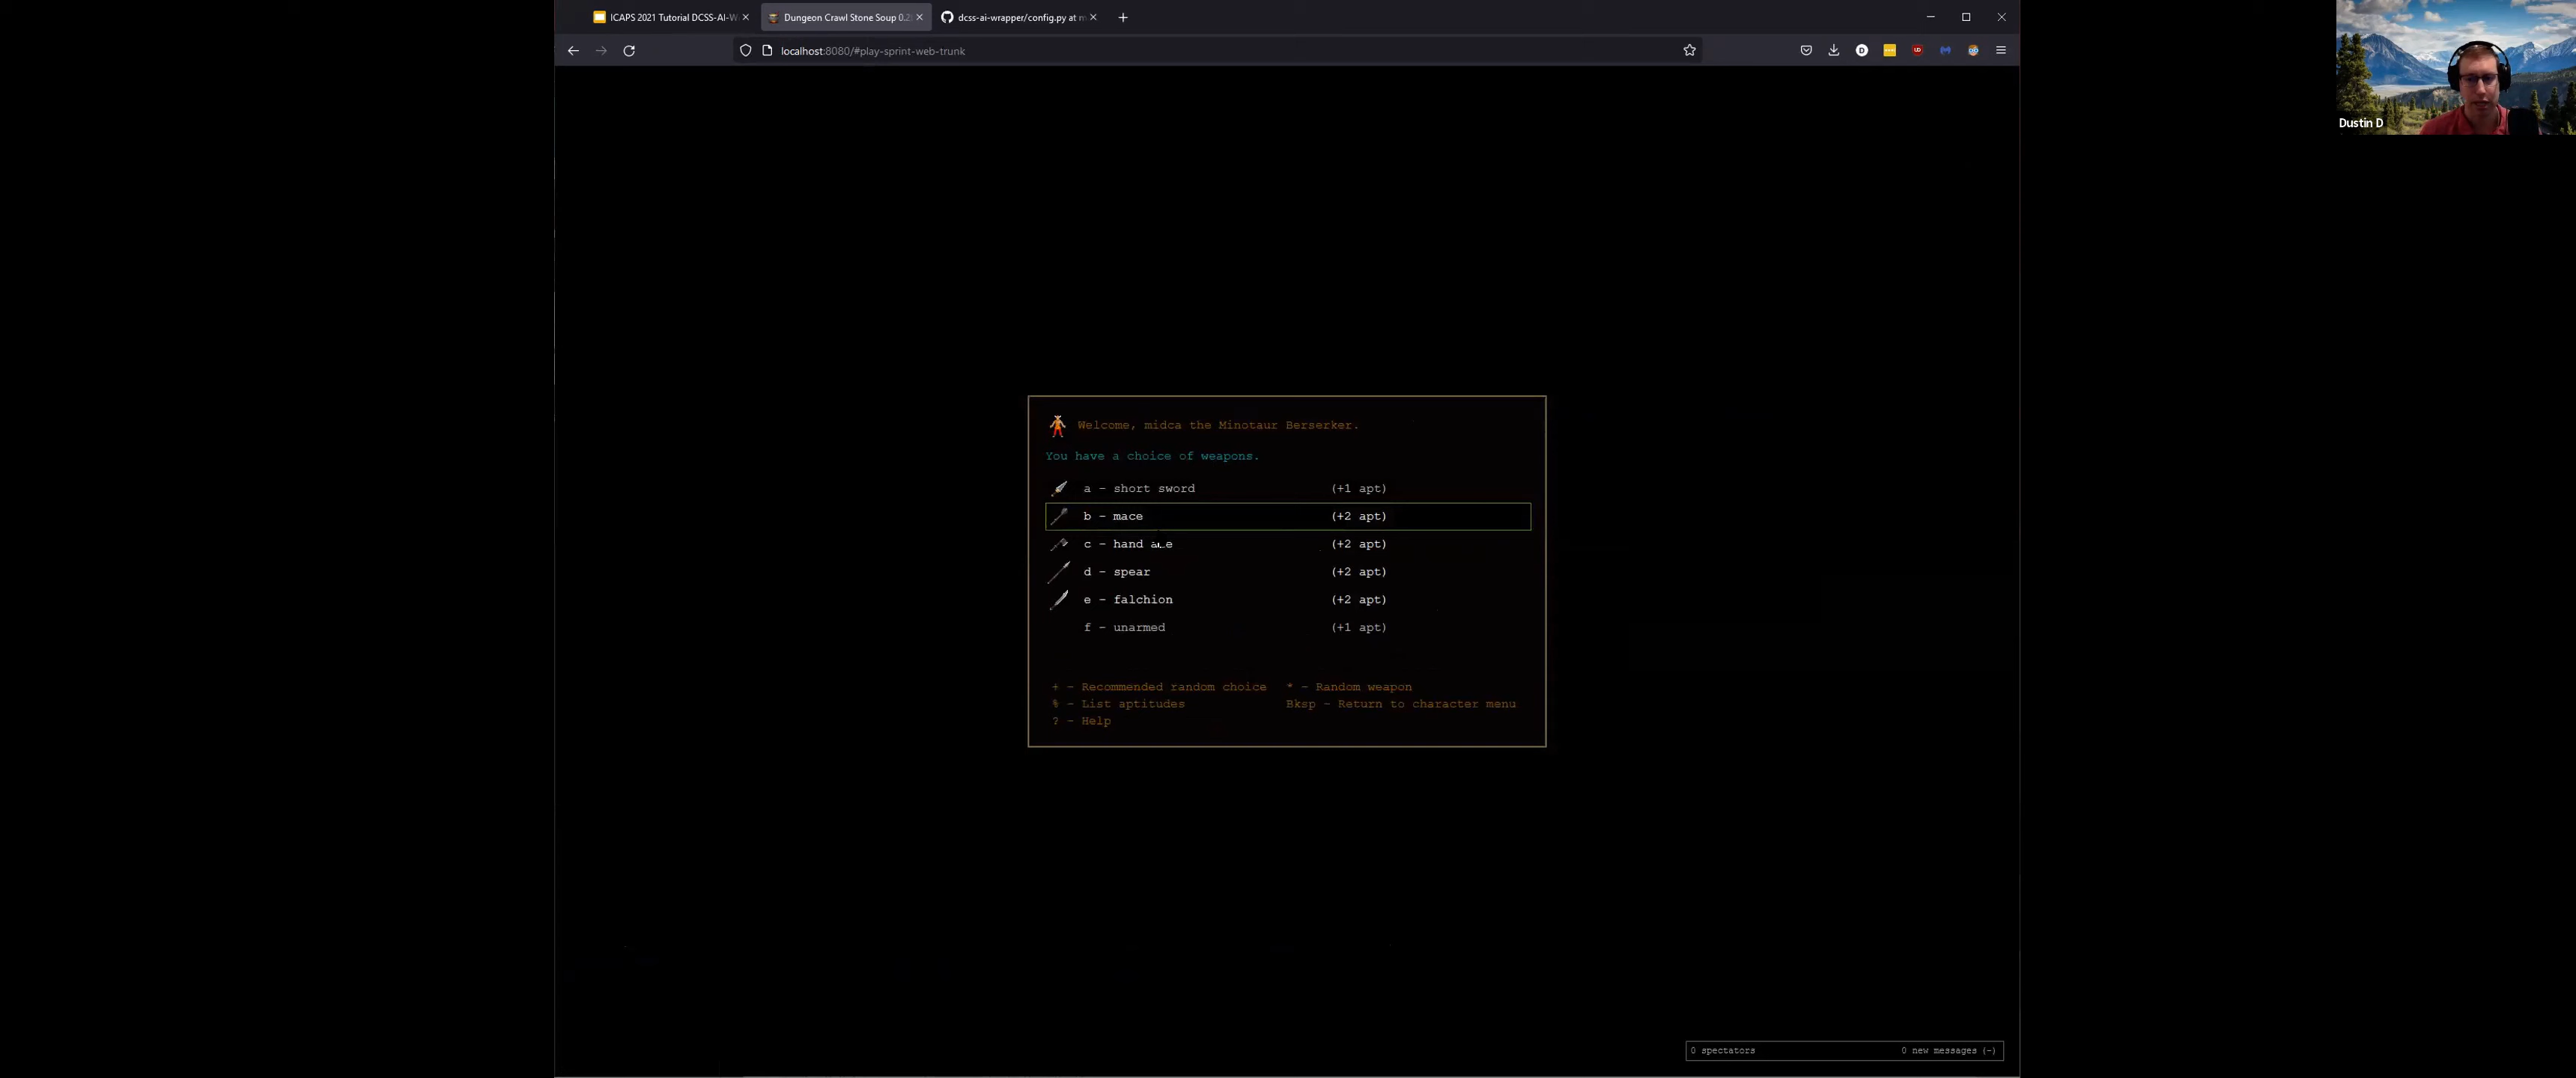 ICAPS 2021 Tutorial DCSS-AI-W
Dungeon Crawl Stone Soup 0.2
dcss-ai-wrapper/config.py at m
localhost:8080/#play-sprint-web-trunk
Dustin D
Welcome, midca the Minotaur Berserker.
You have a choice of weapons.
a - short sword (+1 apt)
b - mace (+2 apt)
c - hand axe (+2 apt)
d - spear (+2 apt)
e - falchion (+2 apt)
f - unarmed (+1 apt)
+ - Recommended random choice * - Random weapon
% - List aptitudes Bksp - Return to character menu
? - Help
0 spectators 0 new messages (-)